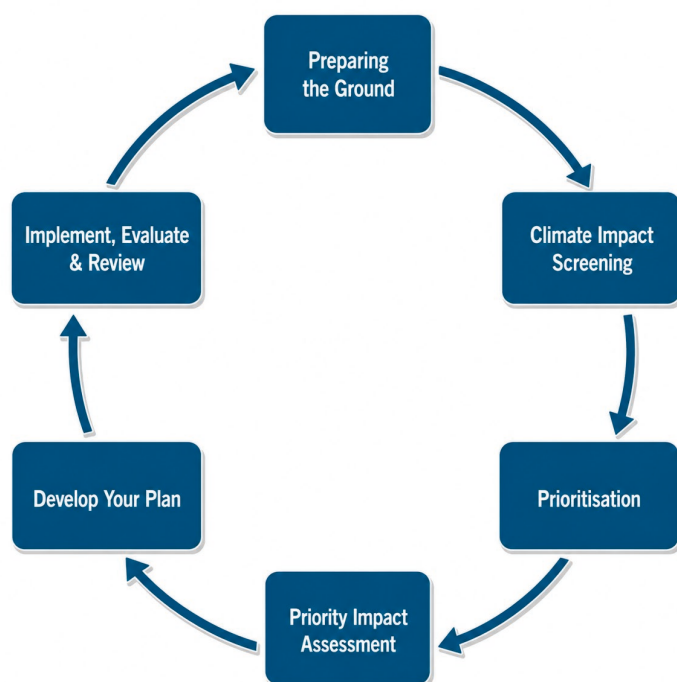 Preparing
the Ground
Climate Impact
Screening
Prioritisation
Priority Impact
Assessment
Develop Your Plan
Implement, Evaluate
& Review